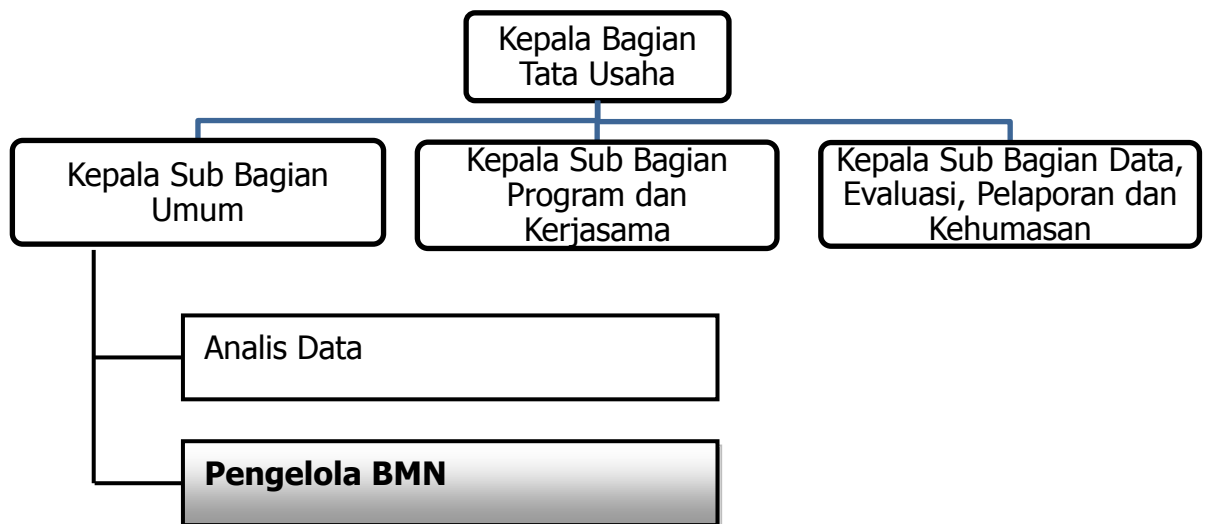 Kepala Bagian
Tata Usaha
Kepala Sub Bagian
Umum
Kepala Sub Bagian
Program dan
Kerjasama
Kepala Sub Bagian Data,
Evaluasi, Pelaporan dan
Kehumasan
Analis Data
Pengelola BMN